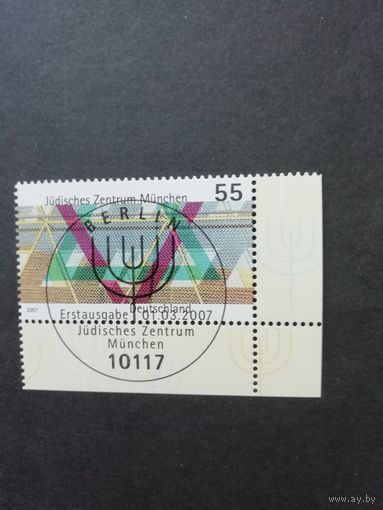 Jüdisches Zentrum München 55
BERLIN
Deutschland
2007
Erstausgabe 01.03.2007
Jüdisches Zentrum
München
10117
www.ay.by